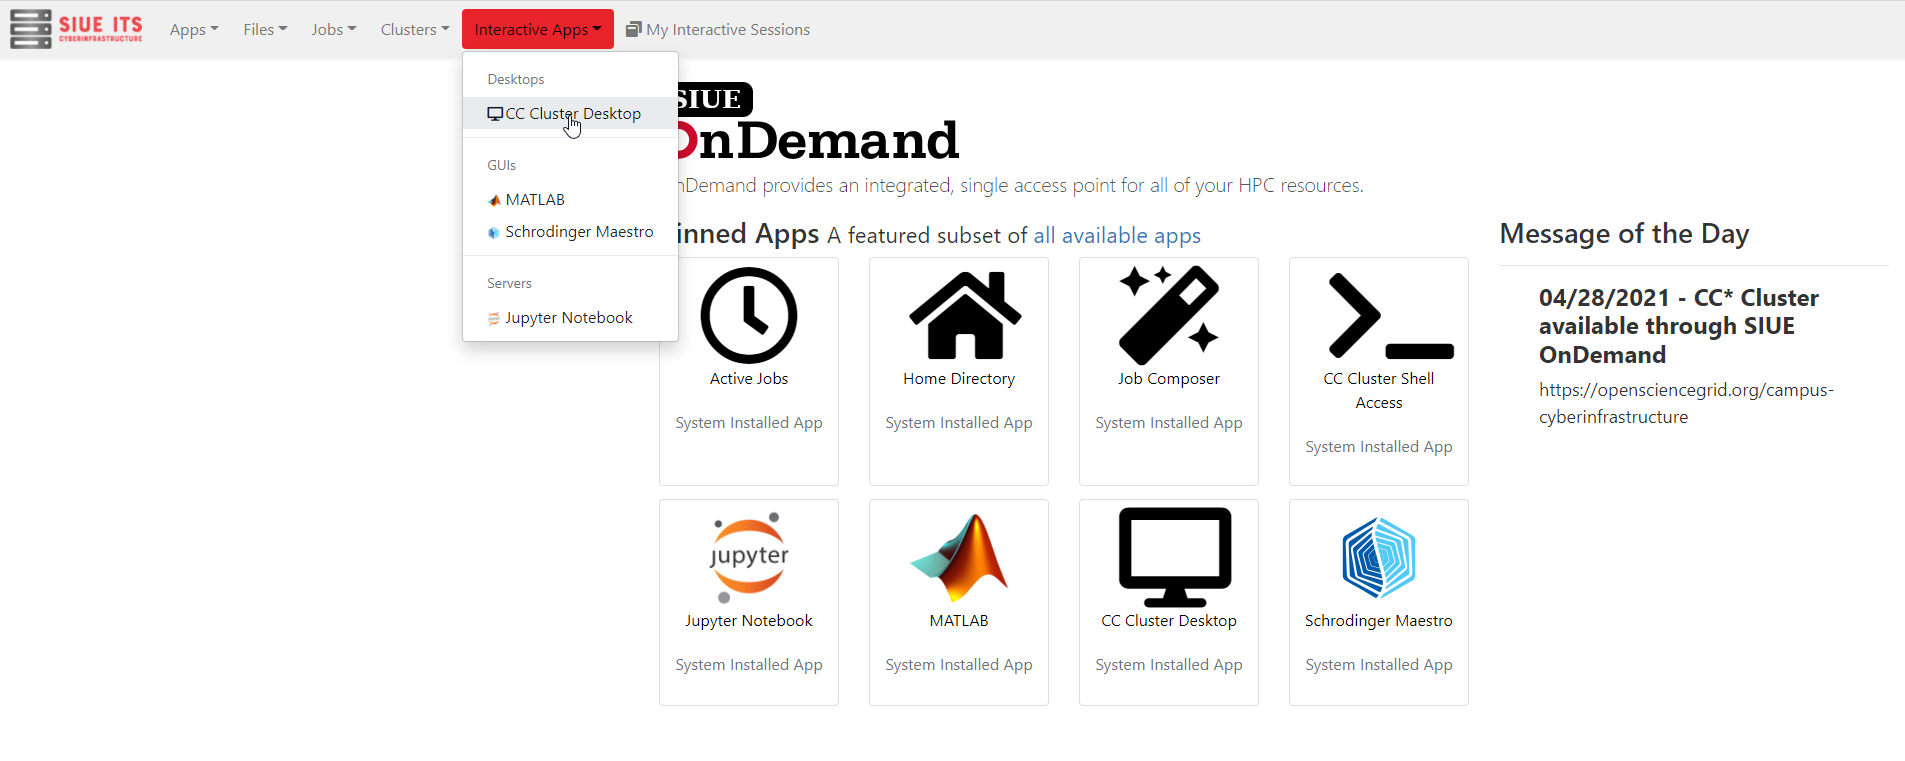 SIUE ITS
CYBERINFRASTRUCTURE
Apps Files Jobs Clusters Interactive Apps My Interactive Sessions
Desktops
CC Cluster Desktop
GUIs
MATLAB
Schrodinger Maestro
Servers
Jupyter Notebook
SIUE
OnDemand
nDemand provides an integrated, single access point for all of your HPC resources.
inned Apps A featured subset of all available apps
Active Jobs
System Installed App
Home Directory
System Installed App
Job Composer
System Installed App
CC Cluster Shell
Access
System Installed App
jupyter
Jupyter Notebook
System Installed App
MATLAB
System Installed App
CC Cluster Desktop
System Installed App
Schrodinger Maestro
System Installed App
Message of the Day
04/28/2021 - CC* Cluster
available through SIUE
OnDemand
https://opensciencegrid.org/campus-
cyberinfrastructure